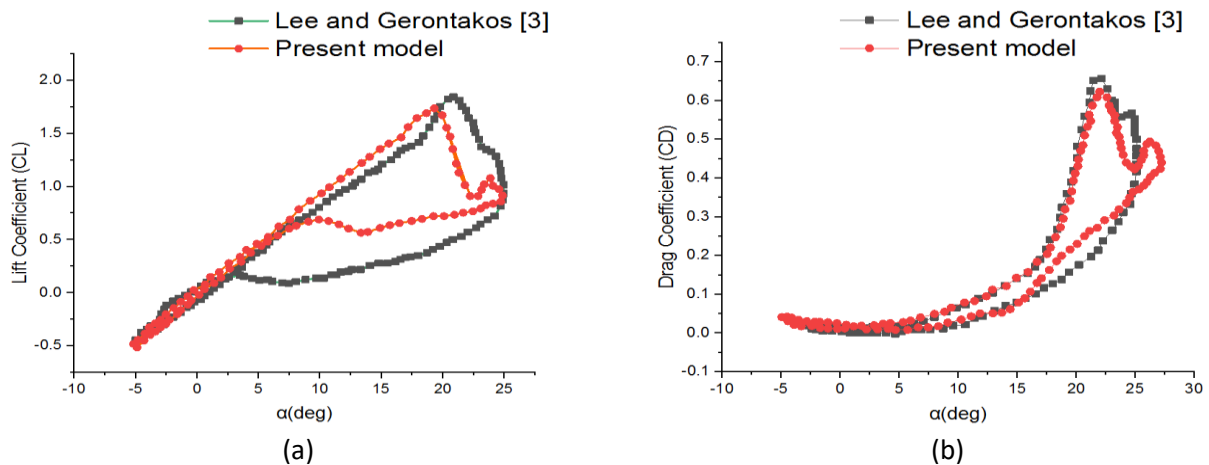 Lee and Gerontakos [3]
Present model
2.0
1.5
1.0
0.5
0.0
-0.5
Lift Coefficient (CL)
-10 -5 0 5 10 15 20 25
α(deg)
(a)
Lee and Gerontakos [3]
Present model
0.7
0.6
0.5
0.4
0.3
0.2
0.1
0.0
-0.1
Drag Coefficient (CD)
-10 -5 0 5 10 15 20 25 30
α(deg)
(b)